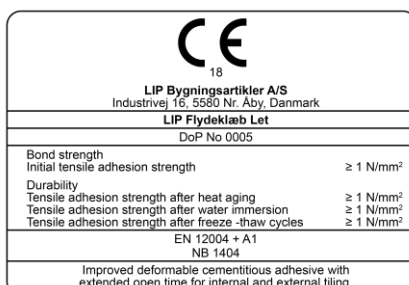 CE
18
LIP Bygningsartikler A/S
Industrivej 16, 5580 Nr. Åby, Danmark
LIP Flydeklæb Let
DoP No 0005
Bond strength
Initial tensile adhesion strength ≥ 1 N/mm²
Durability
Tensile adhesion strength after heat aging ≥ 1 N/mm²
Tensile adhesion strength after water immersion ≥ 1 N/mm²
Tensile adhesion strength after freeze -thaw cycles ≥ 1 N/mm²
EN 12004 + A1
NB 1404
Improved deformable cementitious adhesive with
extended open time for internal and external tiling